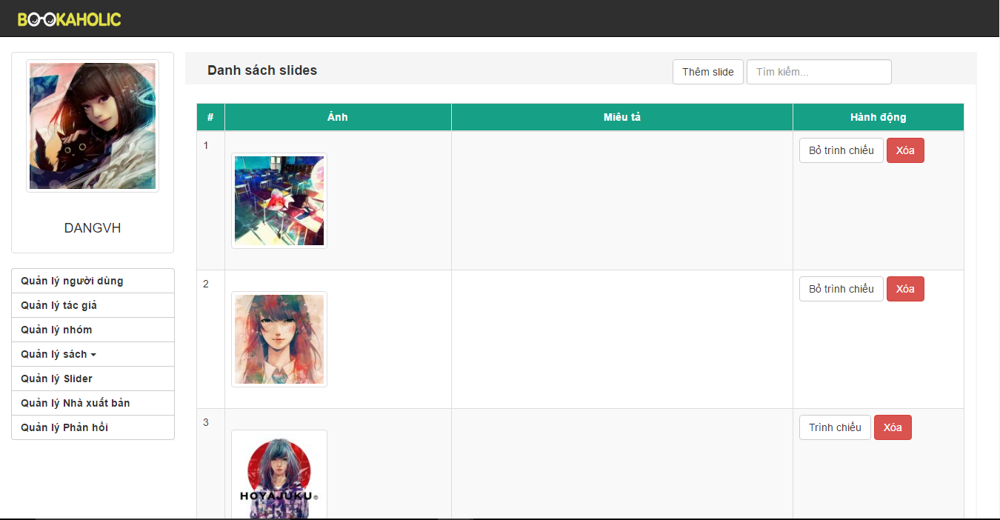 BOOKAHOLIC
DANGVH
Quản lý người dùng
Quản lý tác giả
Quản lý nhóm
Quản lý sách
Quản lý Slider
Quản lý Nhà xuất bản
Quản lý Phản hồi
Danh sách slides
Thêm slide
Tìm kiếm...
# Ảnh Miêu tả Hành động
1 Bỏ trình chiếu Xóa
2 Bỏ trình chiếu Xóa
3 Trình chiếu Xóa
HOYAJUKU®